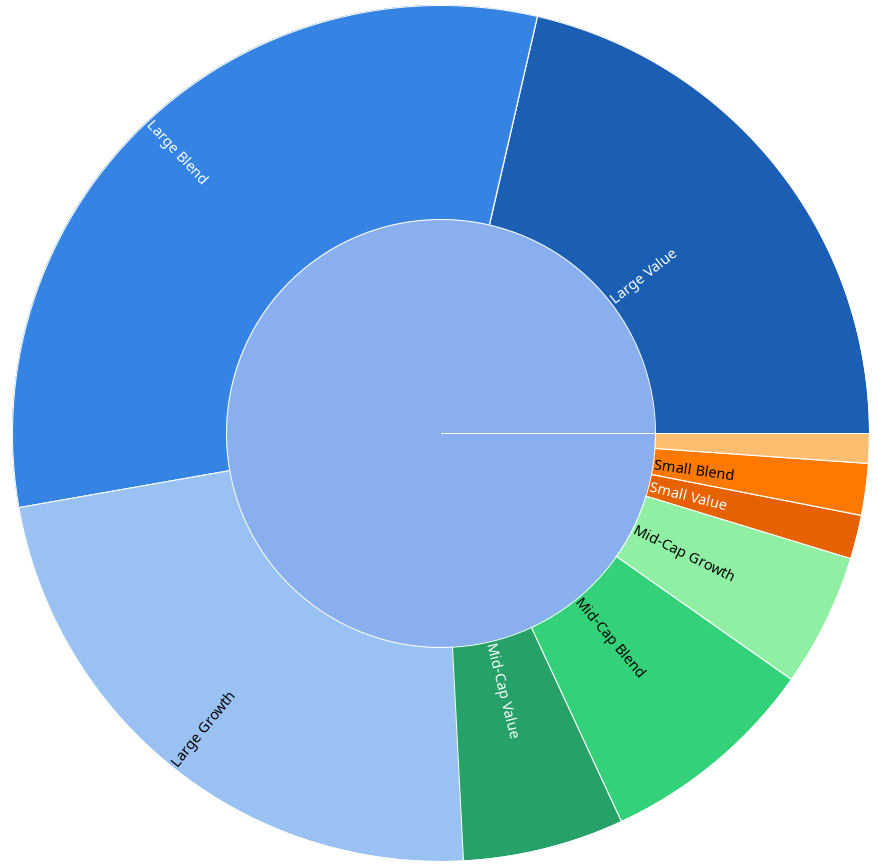 Large Blend
Large Value
Small Blend
Small Value
Mid-Cap Growth
Mid-Cap Blend
Mid-Cap Value
Large Growth